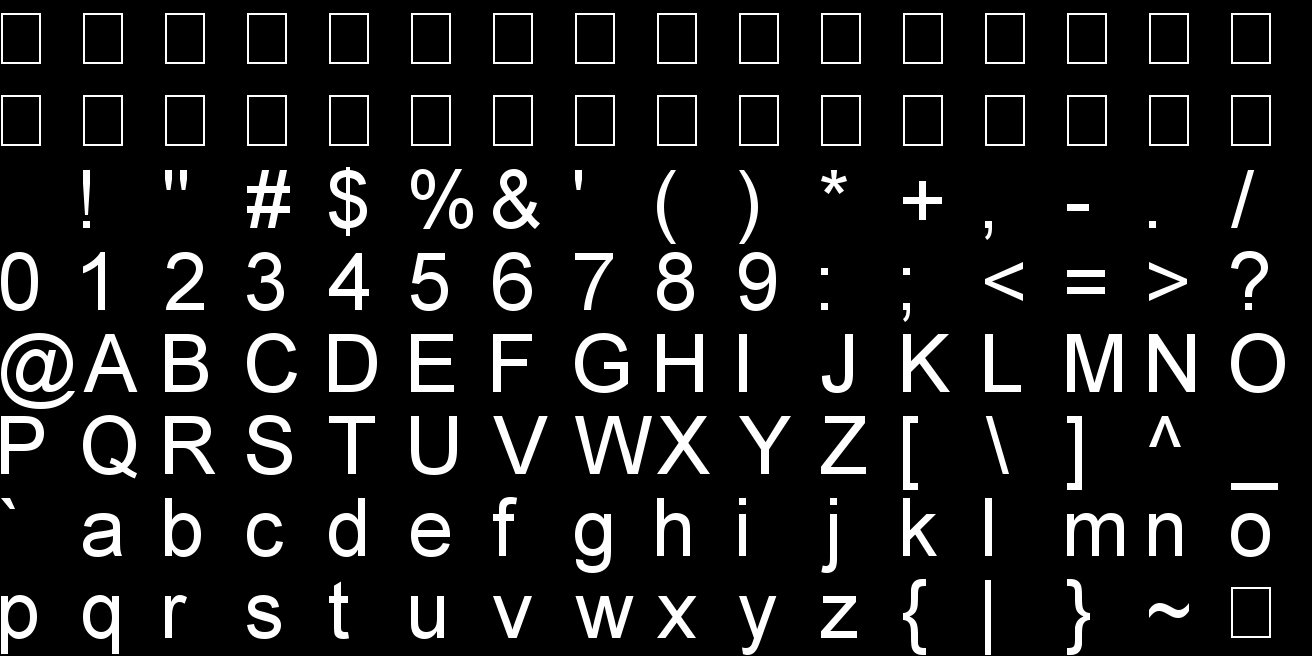 ! " # $ % & ' ( ) * + , - . /
0 1 2 3 4 5 6 7 8 9 : ; < = > ?
@ A B C D E F G H I J K L M N O
P Q R S T U V W X Y Z [ \ ] ^ _
` a b c d e f g h i j k l m n o
p q r s t u v w x y z { | } ~